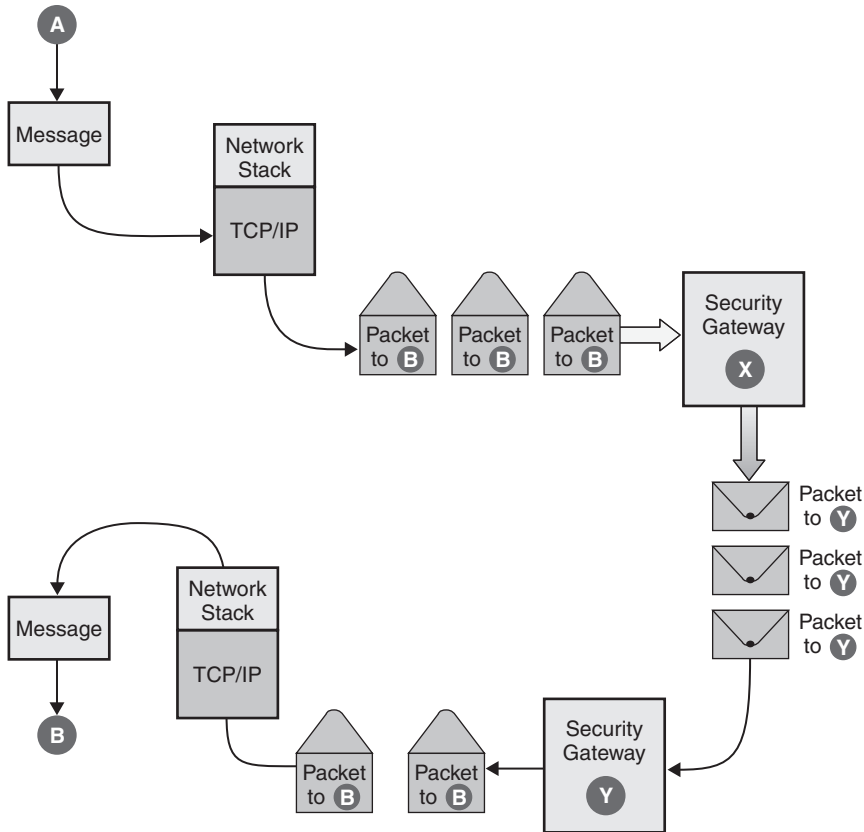 A
Message
Network
Stack
TCP/IP
Packet
to B
Packet
to B
Packet
to B
Security
Gateway
X
Packet
to Y
Packet
to Y
Packet
to Y
Security
Gateway
Y
Packet
to B
Packet
to B
Network
Stack
TCP/IP
Message
B